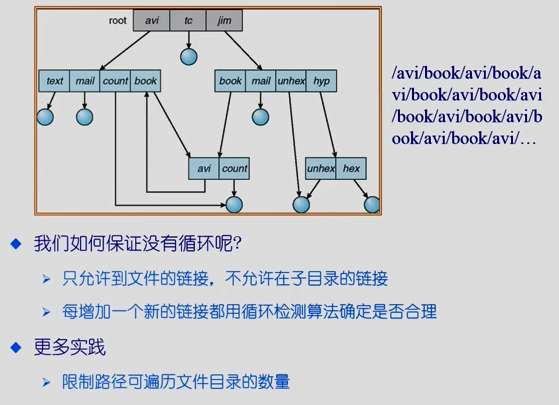 root avi tc jim
text mail count book
book mail unhex hyp
avi count
unhex hex
/avi/book/avi/book/a
vi/book/avi/book/avi
/book/avi/book/avi/b
ook/avi/book/avi/…
我们如何保证没有循环呢?
只允许到文件的链接，不允许在子目录的链接
每增加一个新的链接都用循环检测算法确定是否合理
更多实践
限制路径可遍历文件目录的数量